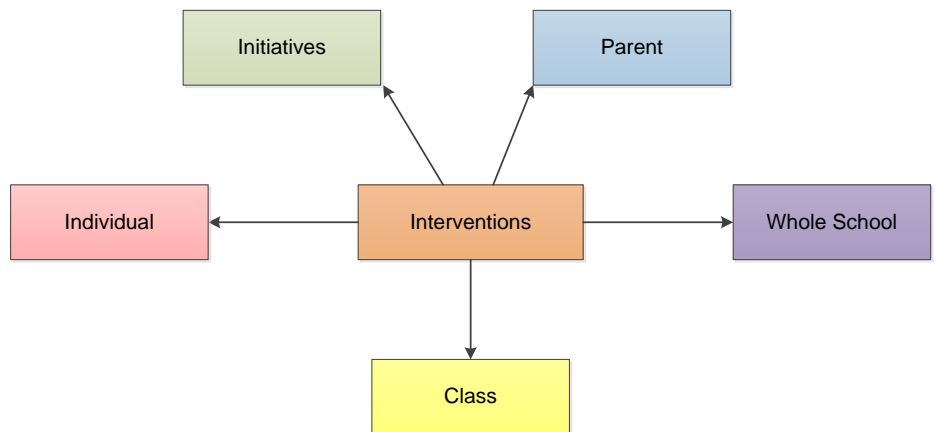 Initiatives
Parent
Individual
Interventions
Whole School
Class